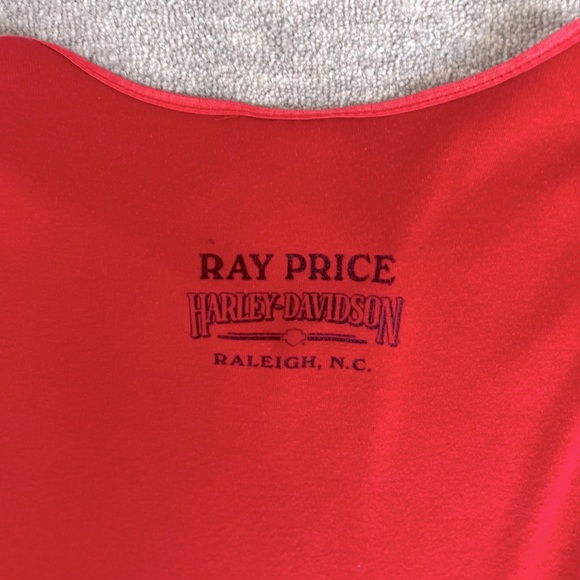 RAY PRICE
HARLEY-DAVIDSON
RALEIGH, N.C.